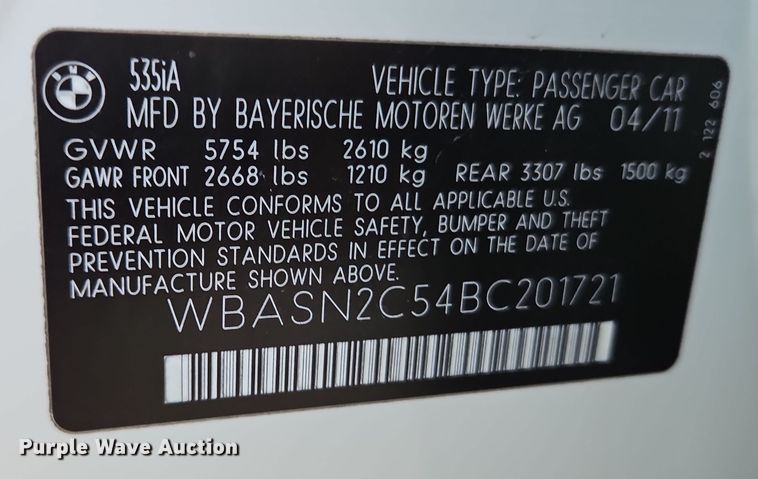 BMW
535iA VEHICLE TYPE: PASSENGER CAR
MFD BY BAYERISCHE MOTOREN WERKE AG 04/11
GVWR 5754 lbs 2610 kg
GAWR FRONT 2668 lbs 1210 kg REAR 3307 lbs 1500 kg
THIS VEHICLE CONFORMS TO ALL APPLICABLE U.S.
FEDERAL MOTOR VEHICLE SAFETY, BUMPER AND THEFT
PREVENTION STANDARDS IN EFFECT ON THE DATE OF
MANUFACTURE SHOWN ABOVE.
WBASN2C54BC201721
2 122 606
Purple Wave Auction